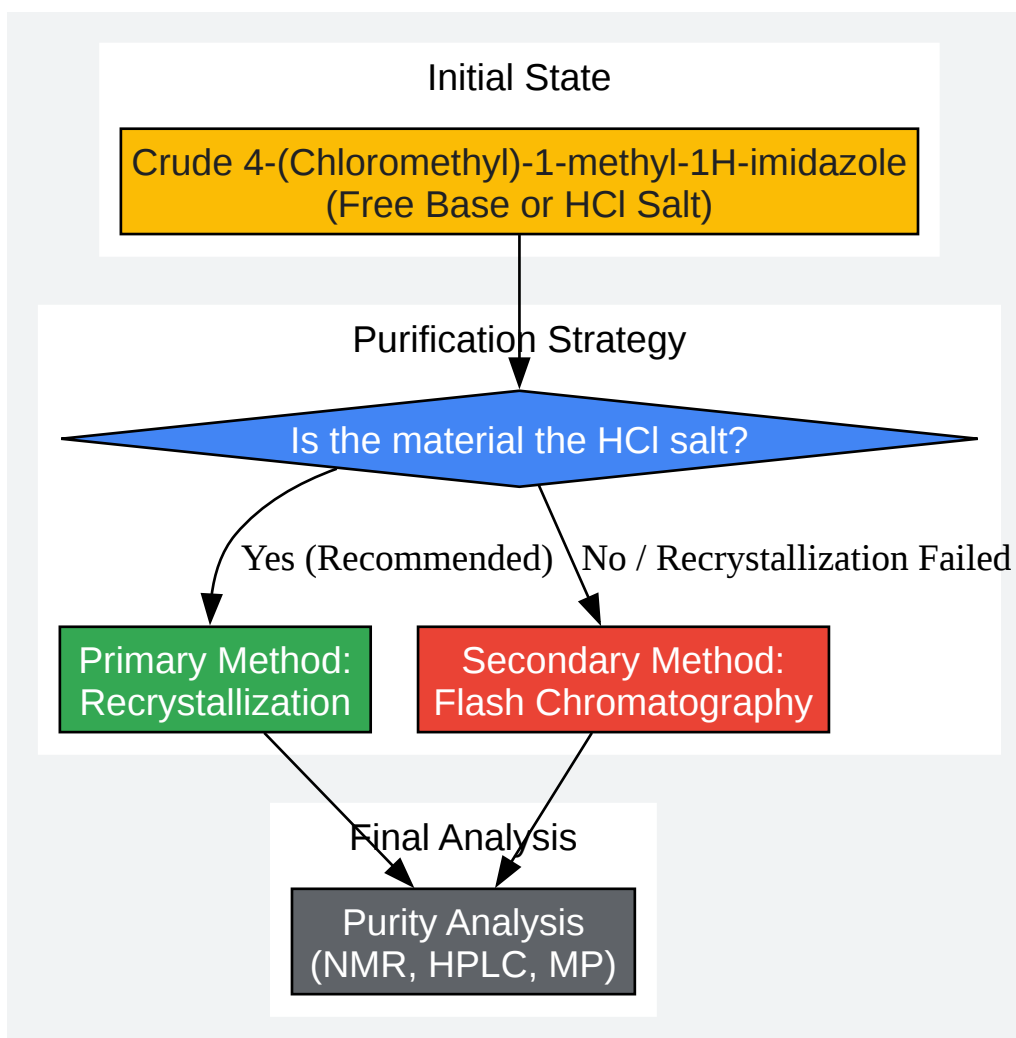 Initial State
Crude 4-(Chloromethyl)-1-methyl-1H-imidazole
(Free Base or HCl Salt)
Purification Strategy
Is the material the HCl salt?
Yes (Recommended)
No / Recrystallization Failed
Primary Method:
Recrystallization
Secondary Method:
Flash Chromatography
Final Analysis
Purity Analysis
(NMR, HPLC, MP)